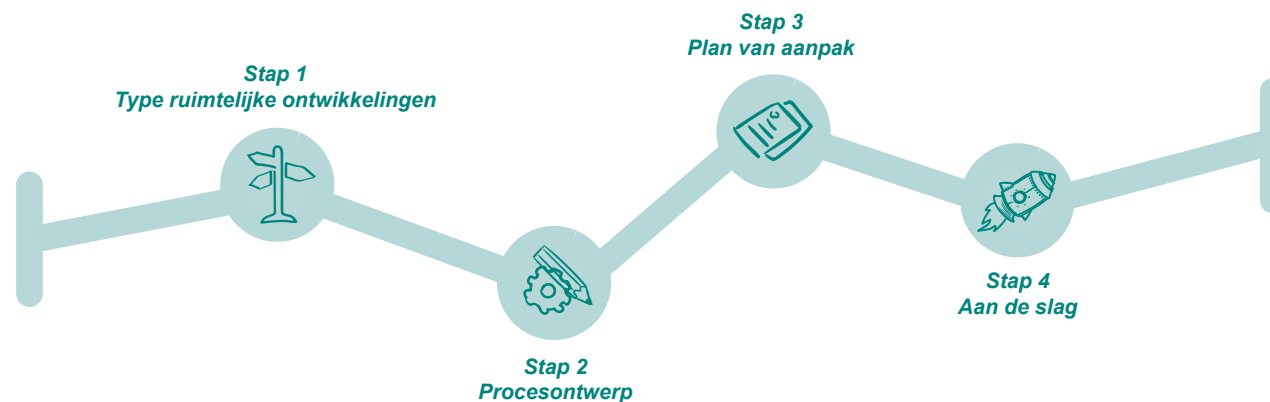 Stap 1
Type ruimtelijke ontwikkelingen
Stap 2
Procesontwerp
Stap 3
Plan van aanpak
Stap 4
Aan de slag